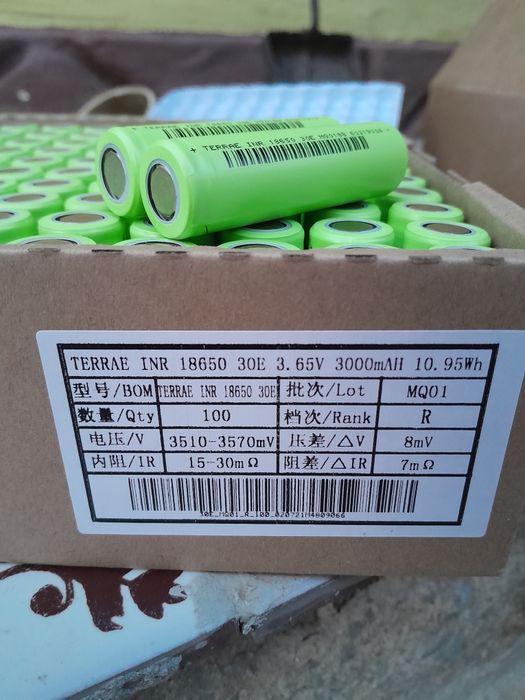 + TERRAE INR 18650 30E
TERRAE INR 18650 30E 3.65V 3000mAH 10.95Wh
型号/BOM TERRAE INR 18650 30E 批次/Lot MQ01
数量/Qty 100 档次/Rank R
电压/V 3510-3570mV 压差/△V 8mV
内阻/IR 15-30mΩ 阻差/△IR 7mΩ